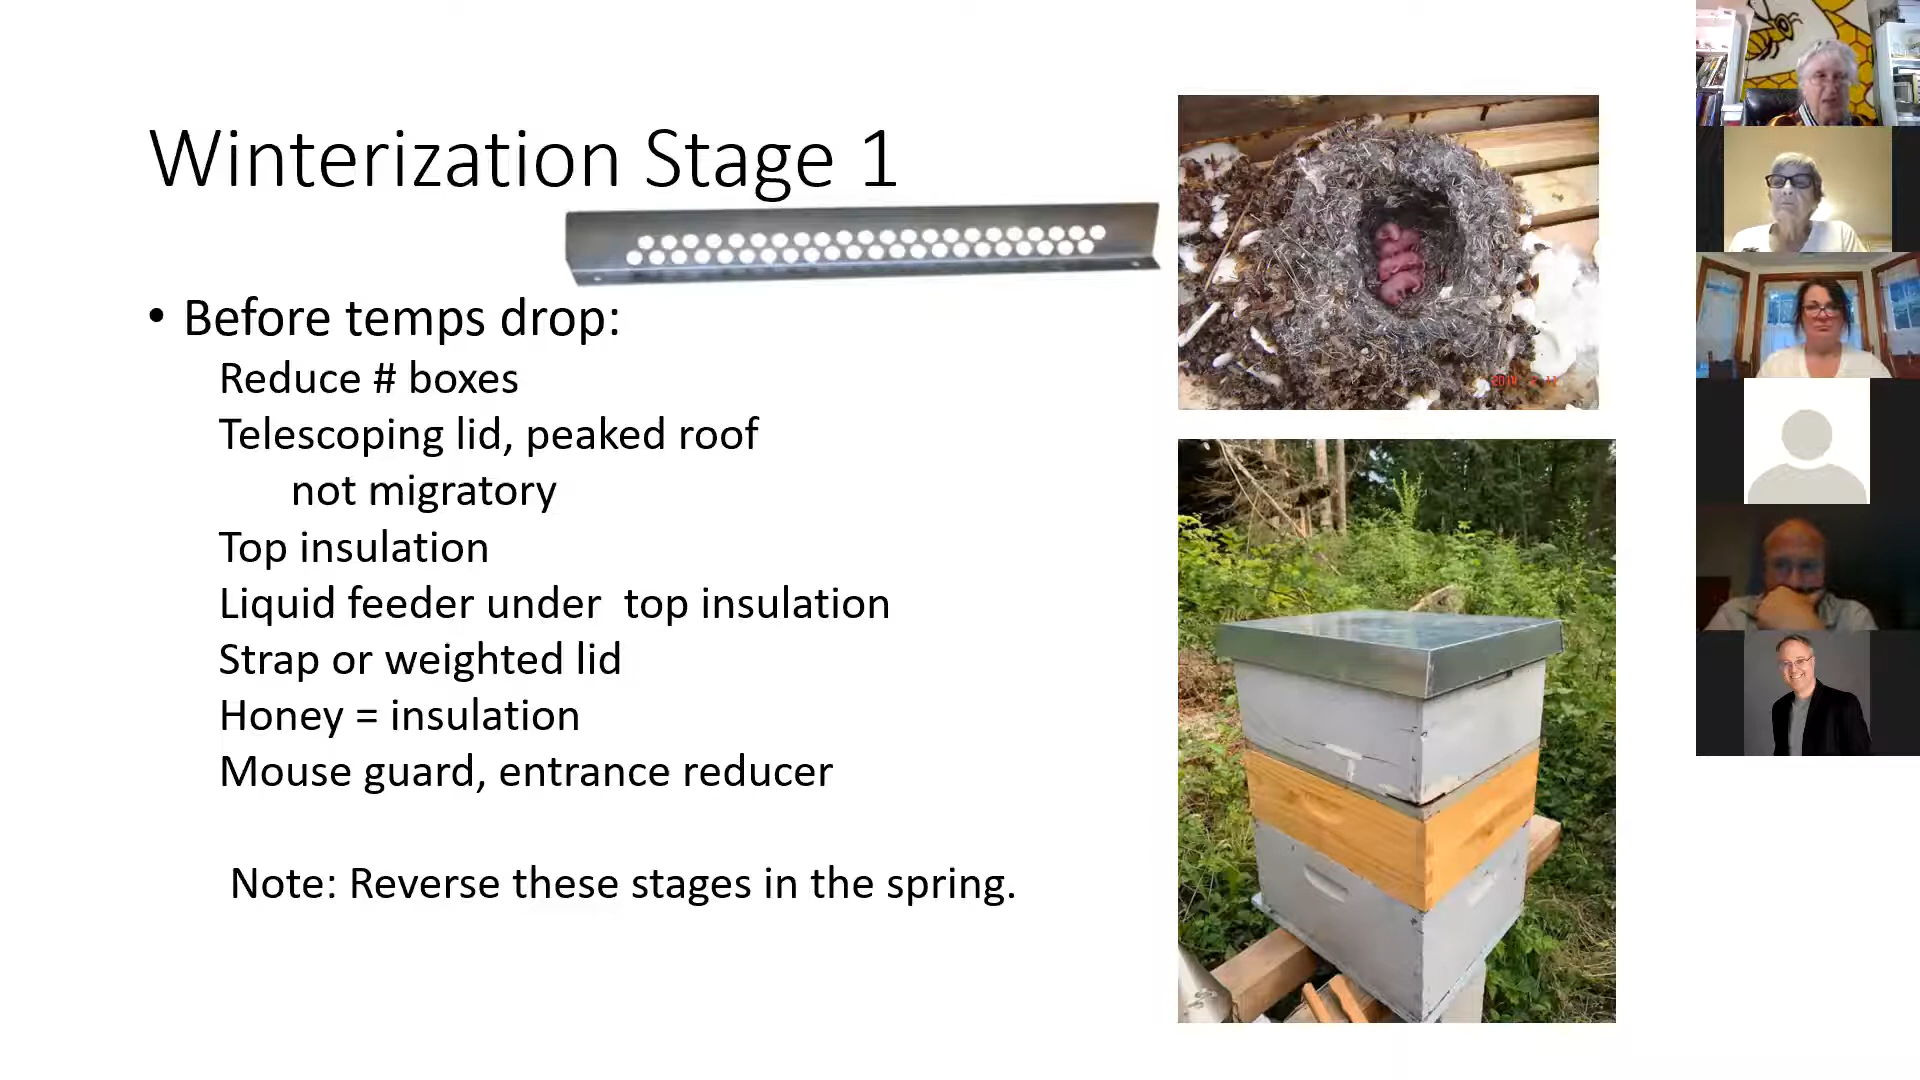 Winterization Stage 1
• Before temps drop:
Reduce # boxes
Telescoping lid, peaked roof
not migratory
Top insulation
Liquid feeder under  top insulation
Strap or weighted lid
Honey = insulation
Mouse guard, entrance reducer
Note: Reverse these stages in the spring.